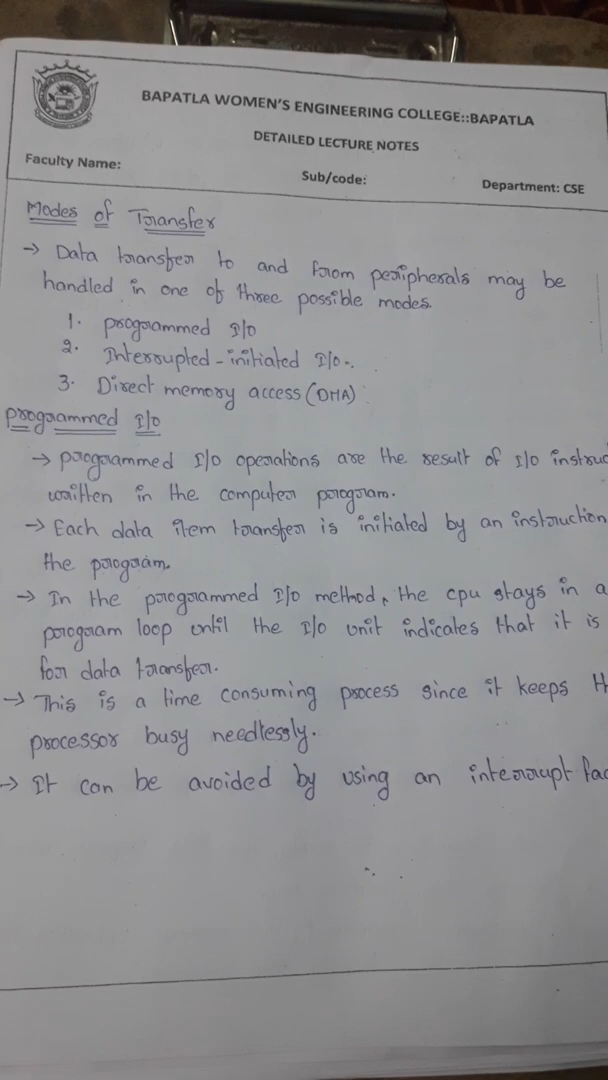 BAPATLA WOMEN'S ENGINEERING COLLEGE::BAPATLA
DETAILED LECTURE NOTES
Faculty Name:
Sub/code:
Department: CSE
Modes of Transfer
→ Data transfer to and from peripherals may be
handled in one of three possible modes.
1. programmed I/O
2. Interrupted-initiated I/O.
3. Direct memory access (DMA)
programmed I/O
→ programmed I/O operations are the result of I/O instruc
written in the computer program.
→ Each data item transfer is initiated by an instruction
the program.
→ In the programmed I/O method, the cpu stays in a
program loop until the I/O unit indicates that it is
for data transfer.
→ This is a time consuming process since it keeps
processor busy needlessly.
→ It can be avoided by using an interrupt fac